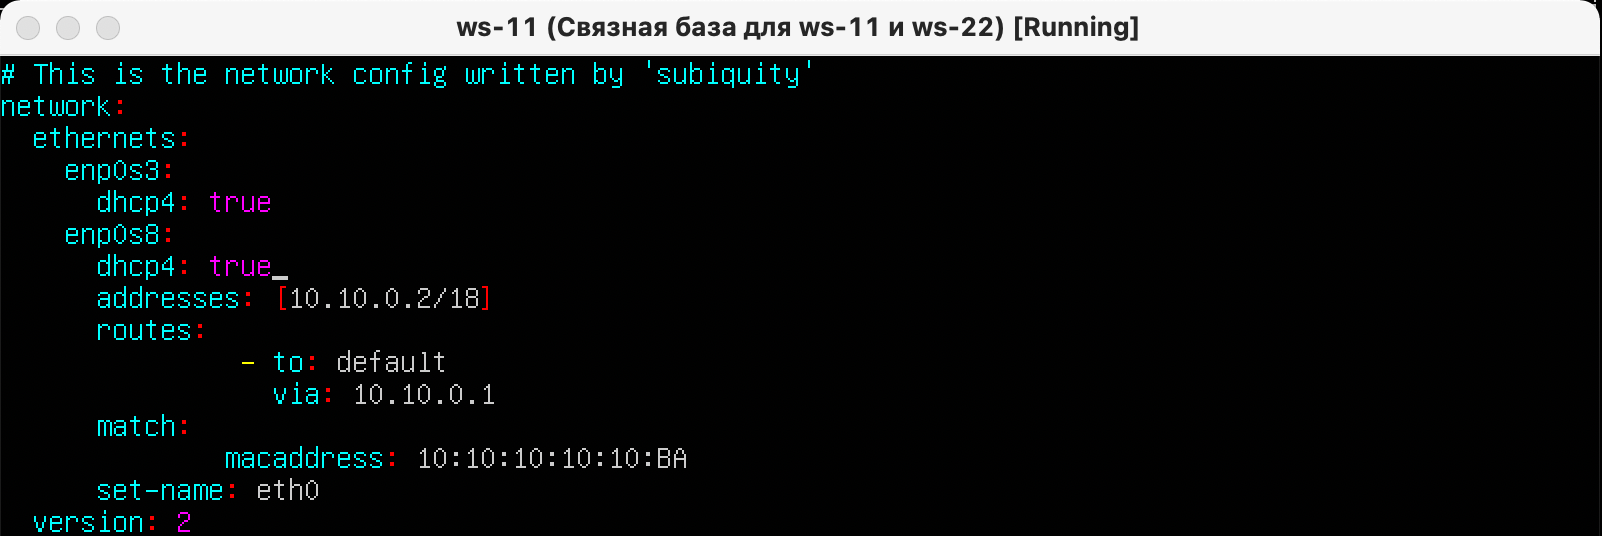 ws-11 (Связная база для ws-11 и ws-22) [Running]
# This is the network config written by 'subiquity'
network:
  ethernets:
    enp0s3:
      dhcp4: true
    enp0s8:
      dhcp4: true
      addresses: [10.10.0.2/18]
      routes:
               - to: default
                 via: 10.10.0.1
      match:
              macaddress: 10:10:10:10:10:BA
      set-name: eth0
  version: 2